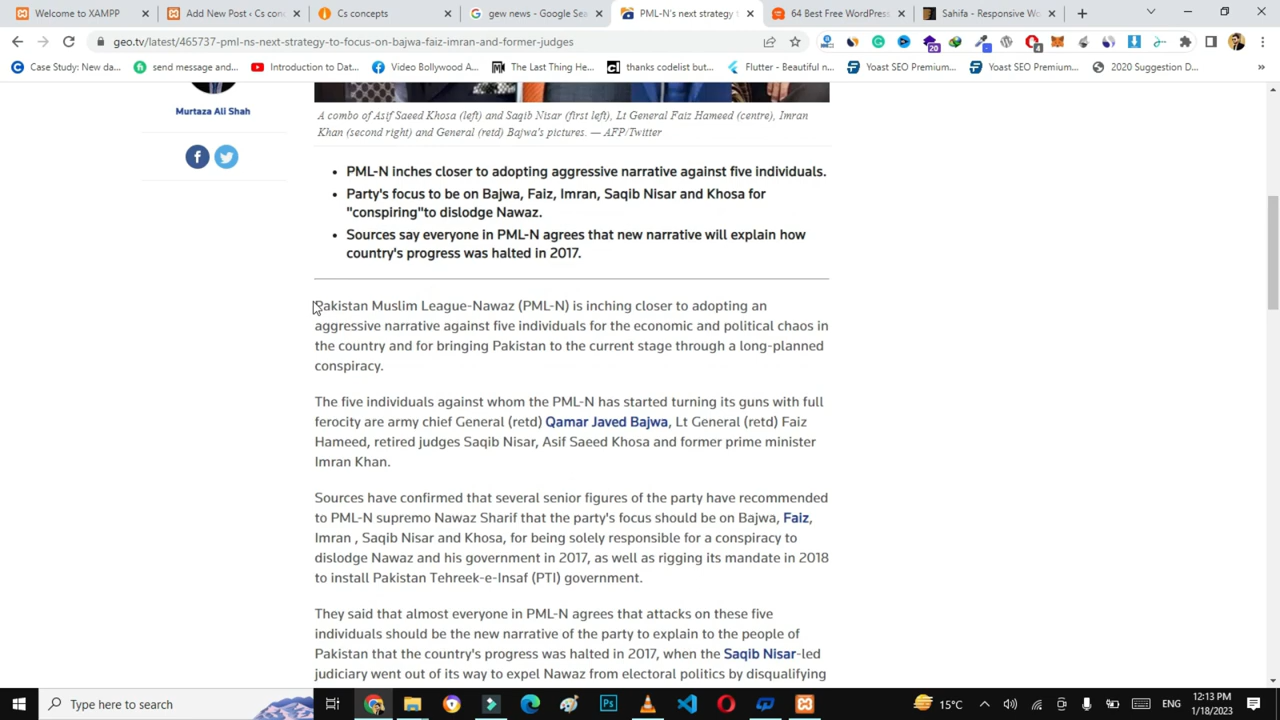 Welcome to XAMPP
Add New Post ‹ Cs con
Cs concepts
gew news - Google Sea
PML-N's next strategy t
64 Best Free WordPress
Sahifa - Responsive Wo
geo.tv/latest/465737-pml-ns-next-strategy-to-focus-on-bajwa-faiz-imran-and-former-judges
20
4
Case Study: New da...
send message and...
Introduction to Dat...
Video Bollywood A...
The Last Thing He...
thanks codelist but...
Flutter - Beautiful n...
Yoast SEO Premium...
Yoast SEO Premium...
2020 Suggestion D...
»
Murtaza Ali Shah
A combo of Asif Saeed Khosa (left) and Saqib Nisar (first left), Lt General Faiz Hameed (centre), Imran
Khan (second right) and General (retd) Bajwa's pictures. — AFP/Twitter
• PML-N inches closer to adopting aggressive narrative against five individuals.
• Party's focus to be on Bajwa, Faiz, Imran, Saqib Nisar and Khosa for
"conspiring"to dislodge Nawaz.
• Sources say everyone in PML-N agrees that new narrative will explain how
country's progress was halted in 2017.
Pakistan Muslim League-Nawaz (PML-N) is inching closer to adopting an
aggressive narrative against five individuals for the economic and political chaos in
the country and for bringing Pakistan to the current stage through a long-planned
conspiracy.
The five individuals against whom the PML-N has started turning its guns with full
ferocity are army chief General (retd) Qamar Javed Bajwa, Lt General (retd) Faiz
Hameed, retired judges Saqib Nisar, Asif Saeed Khosa and former prime minister
Imran Khan.
Sources have confirmed that several senior figures of the party have recommended
to PML-N supremo Nawaz Sharif that the party's focus should be on Bajwa, Faiz,
Imran , Saqib Nisar and Khosa, for being solely responsible for a conspiracy to
dislodge Nawaz and his government in 2017, as well as rigging its mandate in 2018
to install Pakistan Tehreek-e-Insaf (PTI) government.
They said that almost everyone in PML-N agrees that attacks on these five
individuals should be the new narrative of the party to explain to the people of
Pakistan that the country's progress was halted in 2017, when the Saqib Nisar-led
judiciary went out of its way to expel Nawaz from electoral politics by disqualifying
Type here to search
15°C
ENG
12:13 PM
1/18/2023